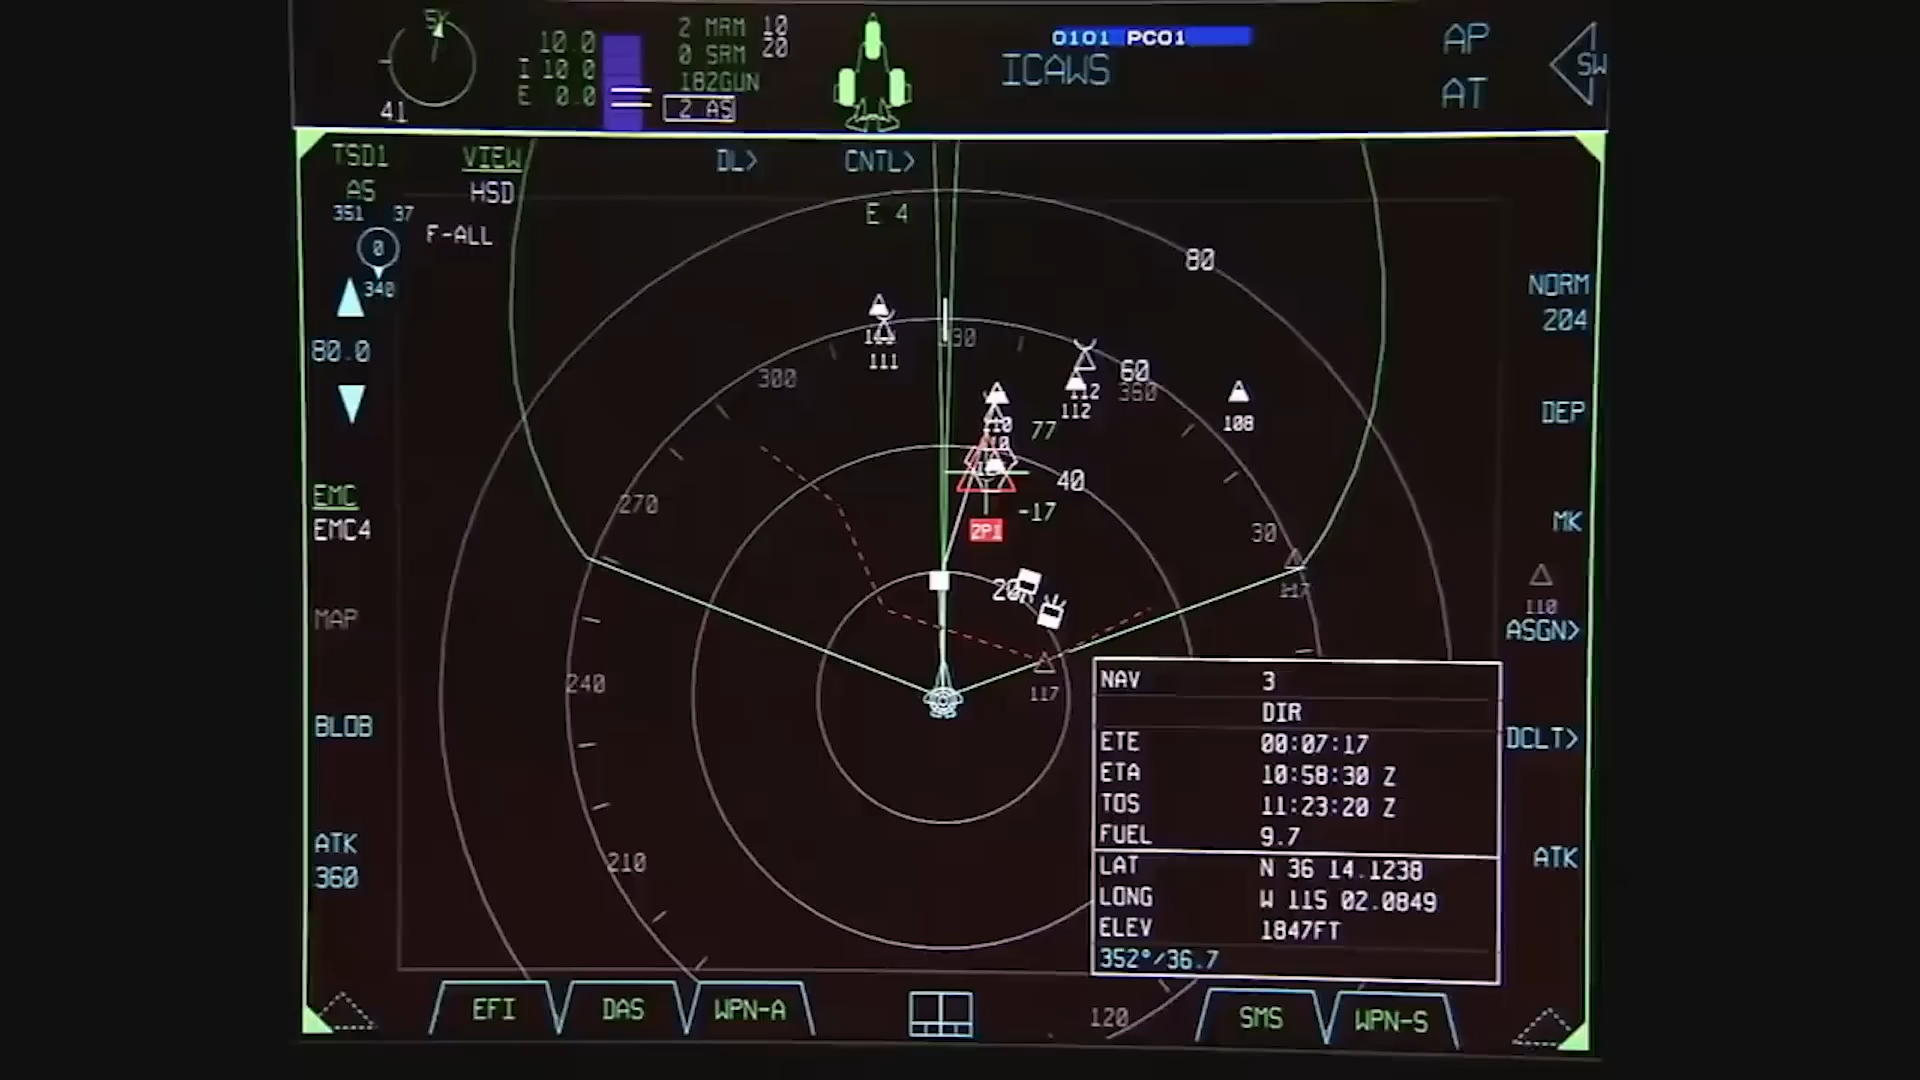 5K
41
10.0
I 10 0
E 0.0
2 MRM 10
0 SRM 20
182GUN
2 AS
0101 PC01
ICAWS
AP
AT
SW
TSD1
AS
VIEW
HSD
DL>
CNTL>
351 37
0
340
F-ALL
E 4
80
80.0
NORM
204
300
60
360
111
112
112
108
77
DEP
40
-17
2P1
270
30
EMC
EMC4
MK
20
117
110
ASGN>
MAP
240
117
BLOB
DCLT>
NAV 3
DIR
ETE 00:07:17
ETA 10:58:30 Z
TOS 11:23:20 Z
FUEL 9.7
LAT N 36 14.1238
LONG W 115 02.0849
ELEV 1847FT
352°/36.7
ATK
360
210
ATK
EFI
DAS
WPN-A
120
SMS
WPN-S